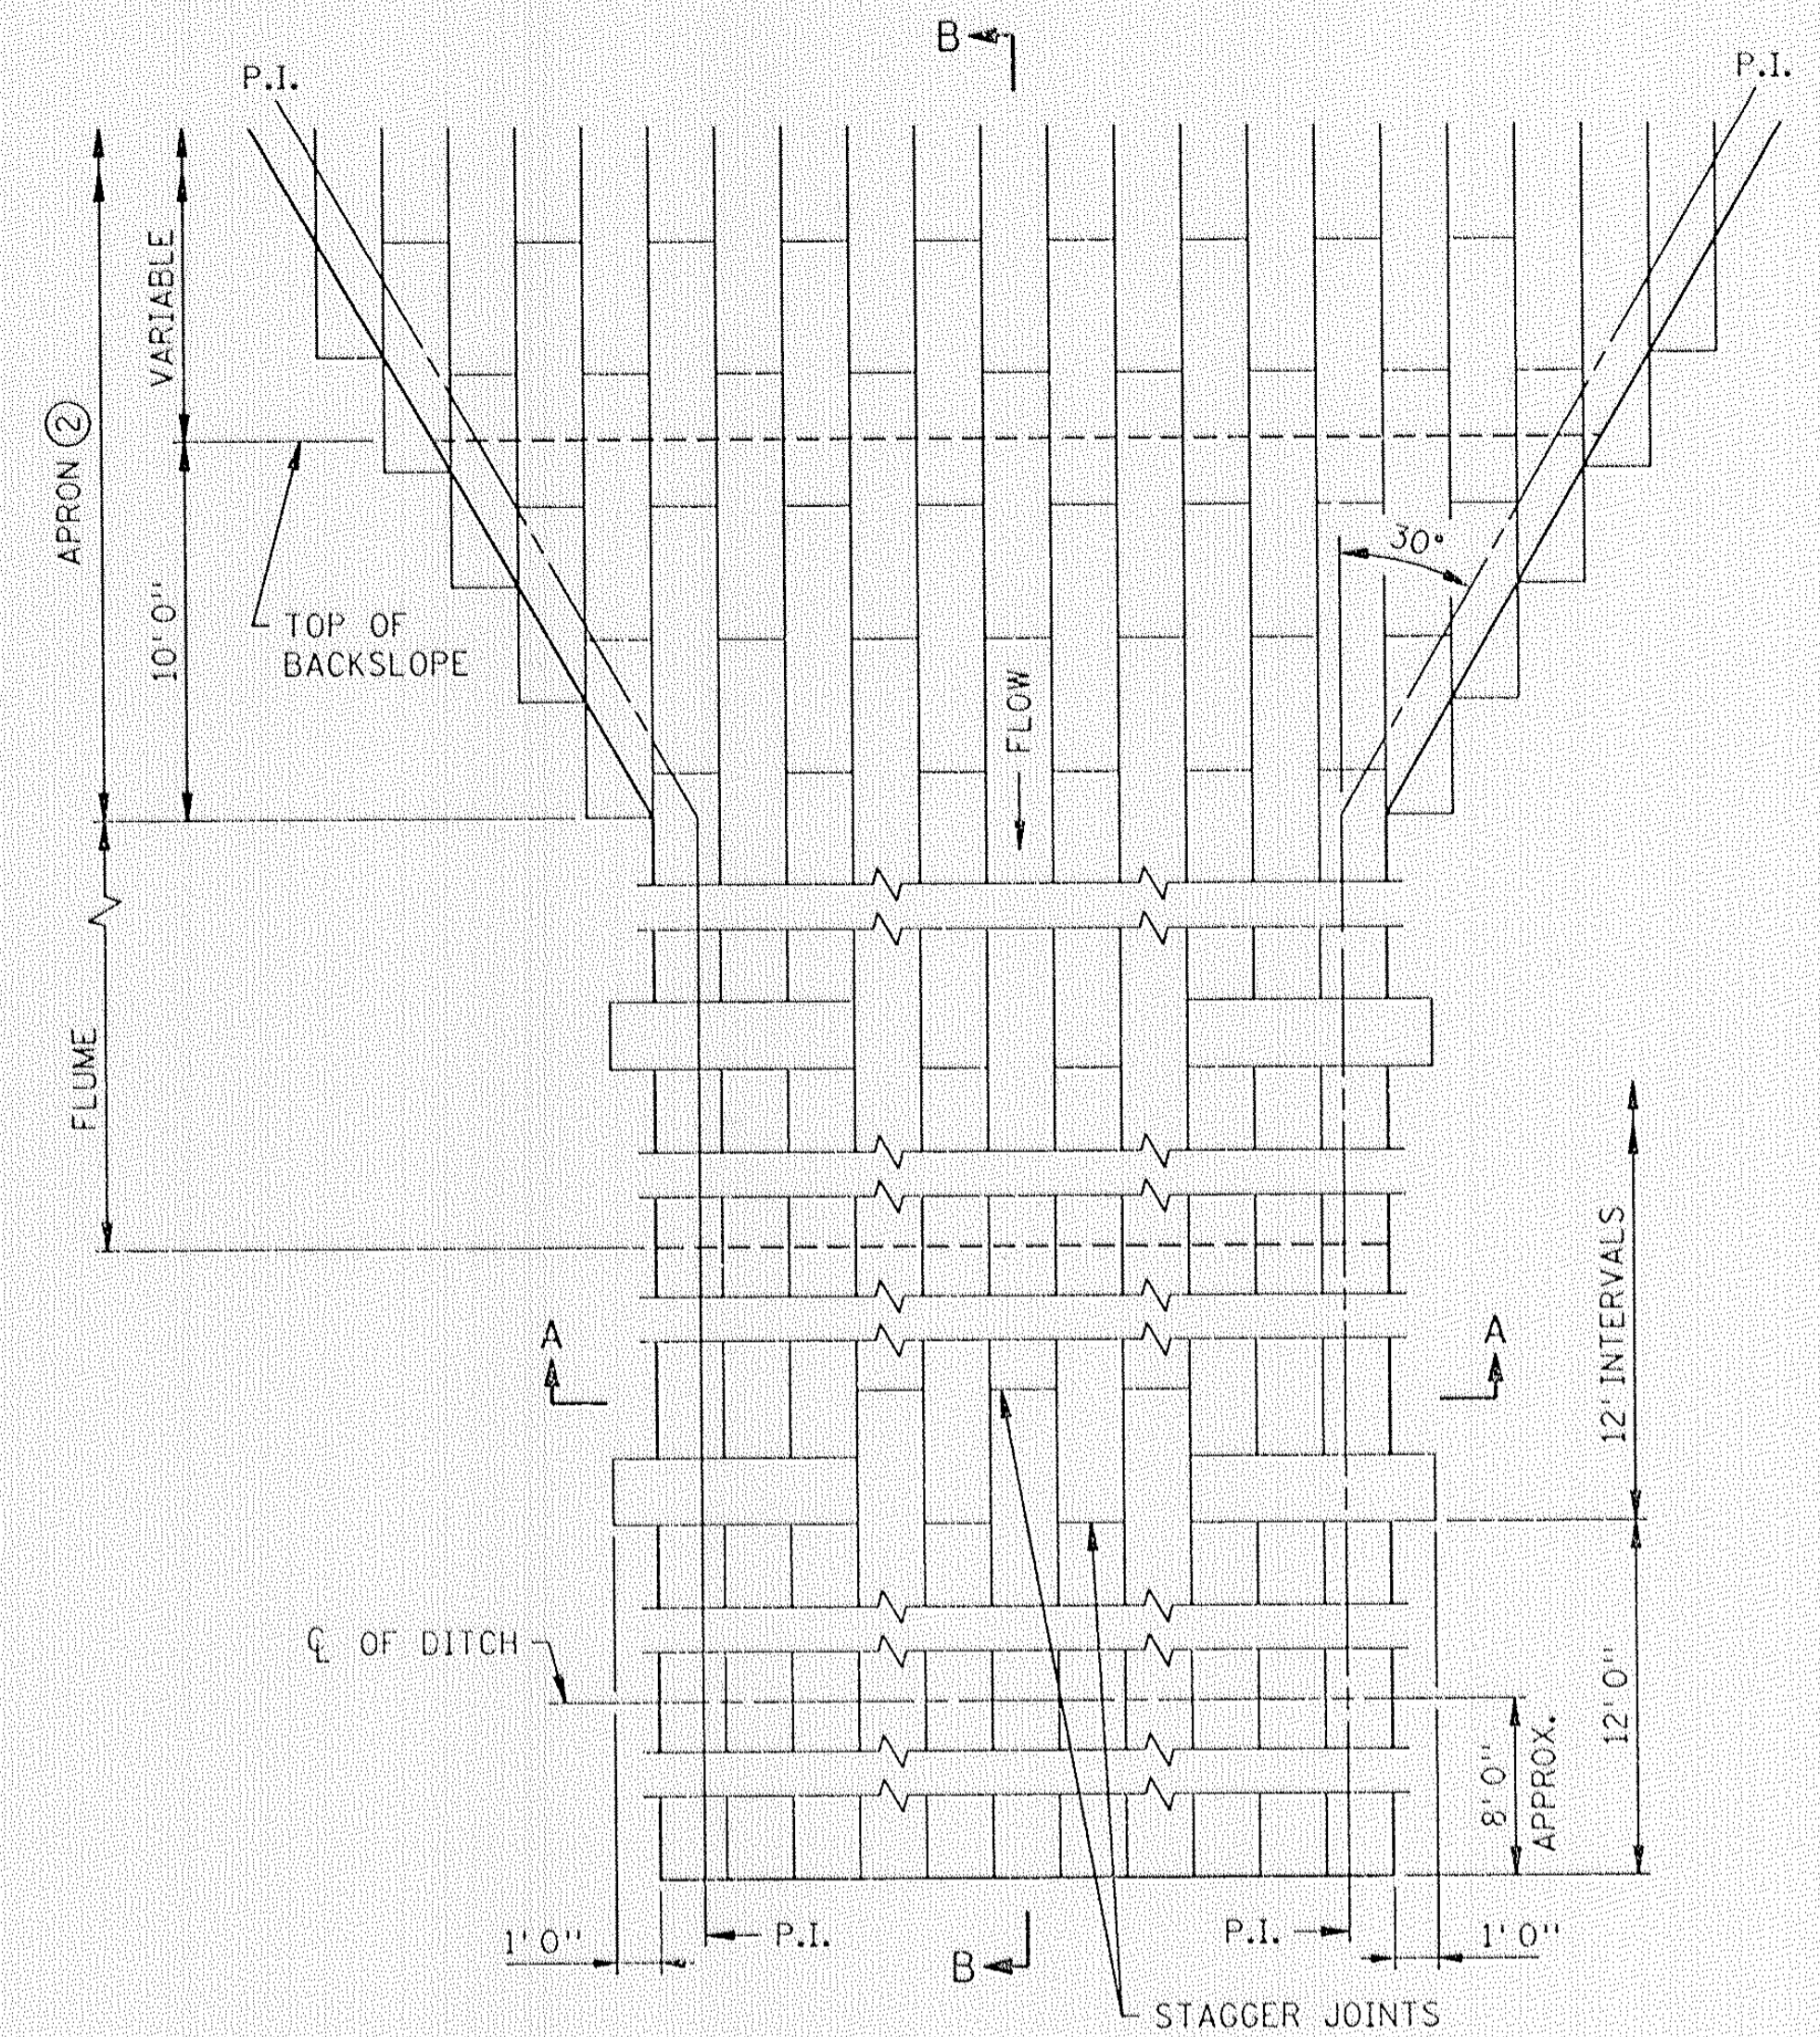 B
P.I.
P.I.
VARIABLE
APRON ②
10'0"
TOP OF
BACKSLOPE
30°
FLOW
FLUME
12' INTERVALS
A
A
℄ OF DITCH
12'0"
8'0"
APPROX.
1'0"
P.I.
P.I.
1'0"
B
STAGGER JOINTS